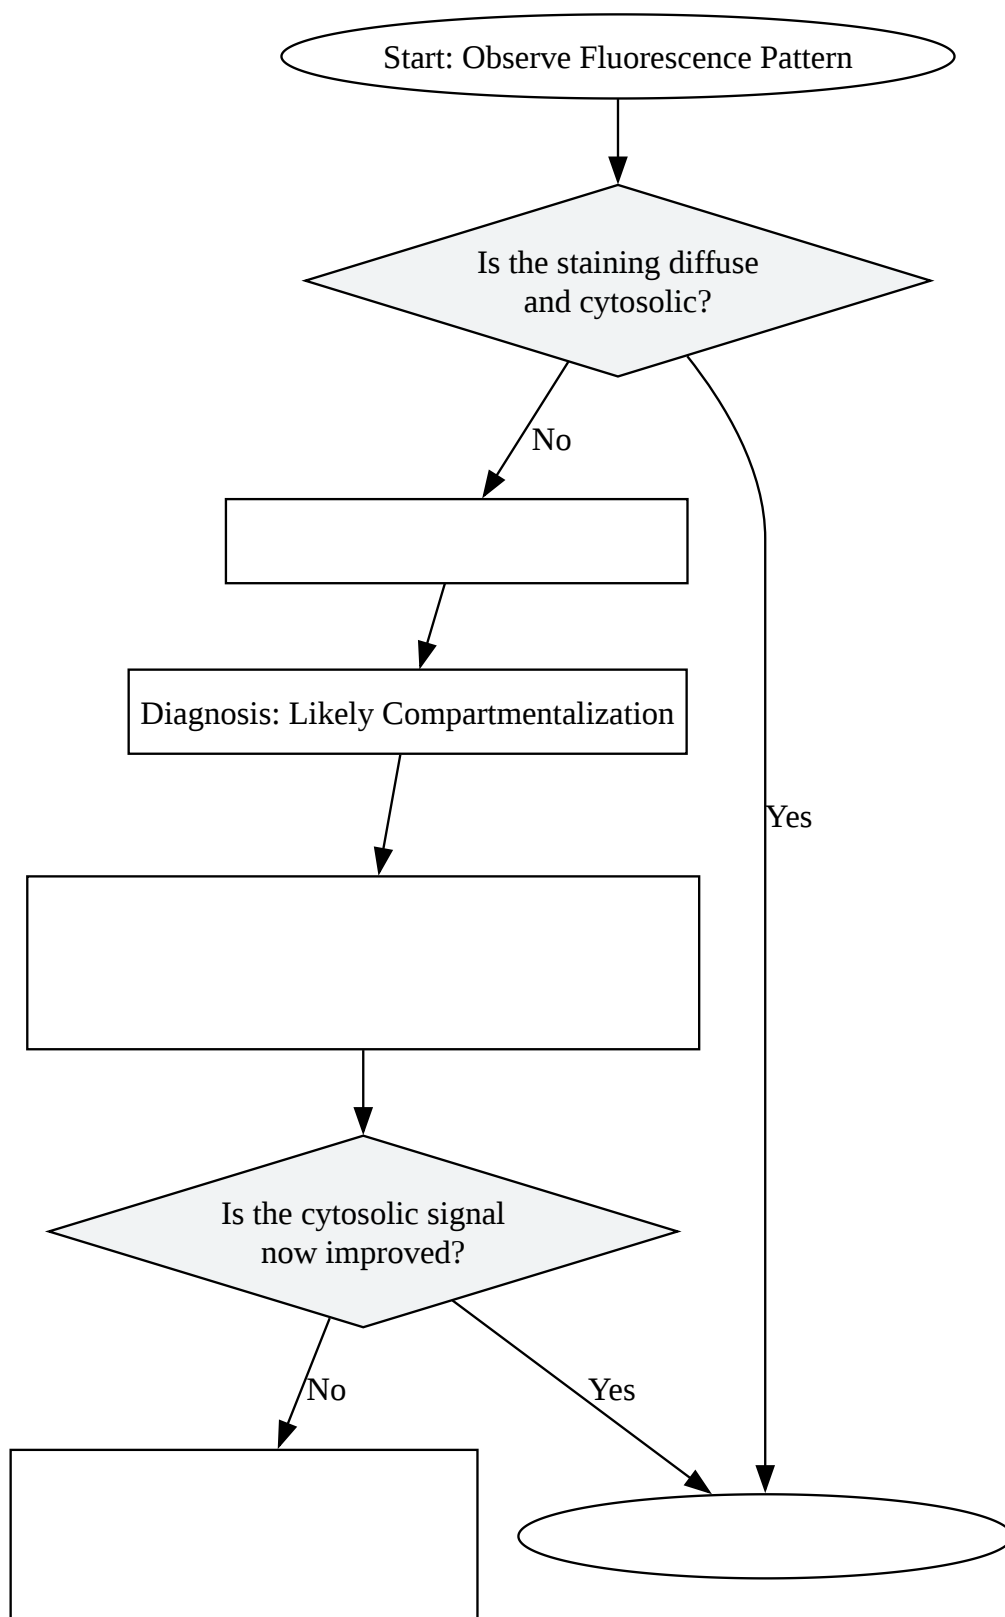 Start: Observe Fluorescence Pattern
Is the staining diffuse
and cytosolic?
No
Diagnosis: Likely Compartmentalization
Yes
Is the cytosolic signal
now improved?
No
Yes